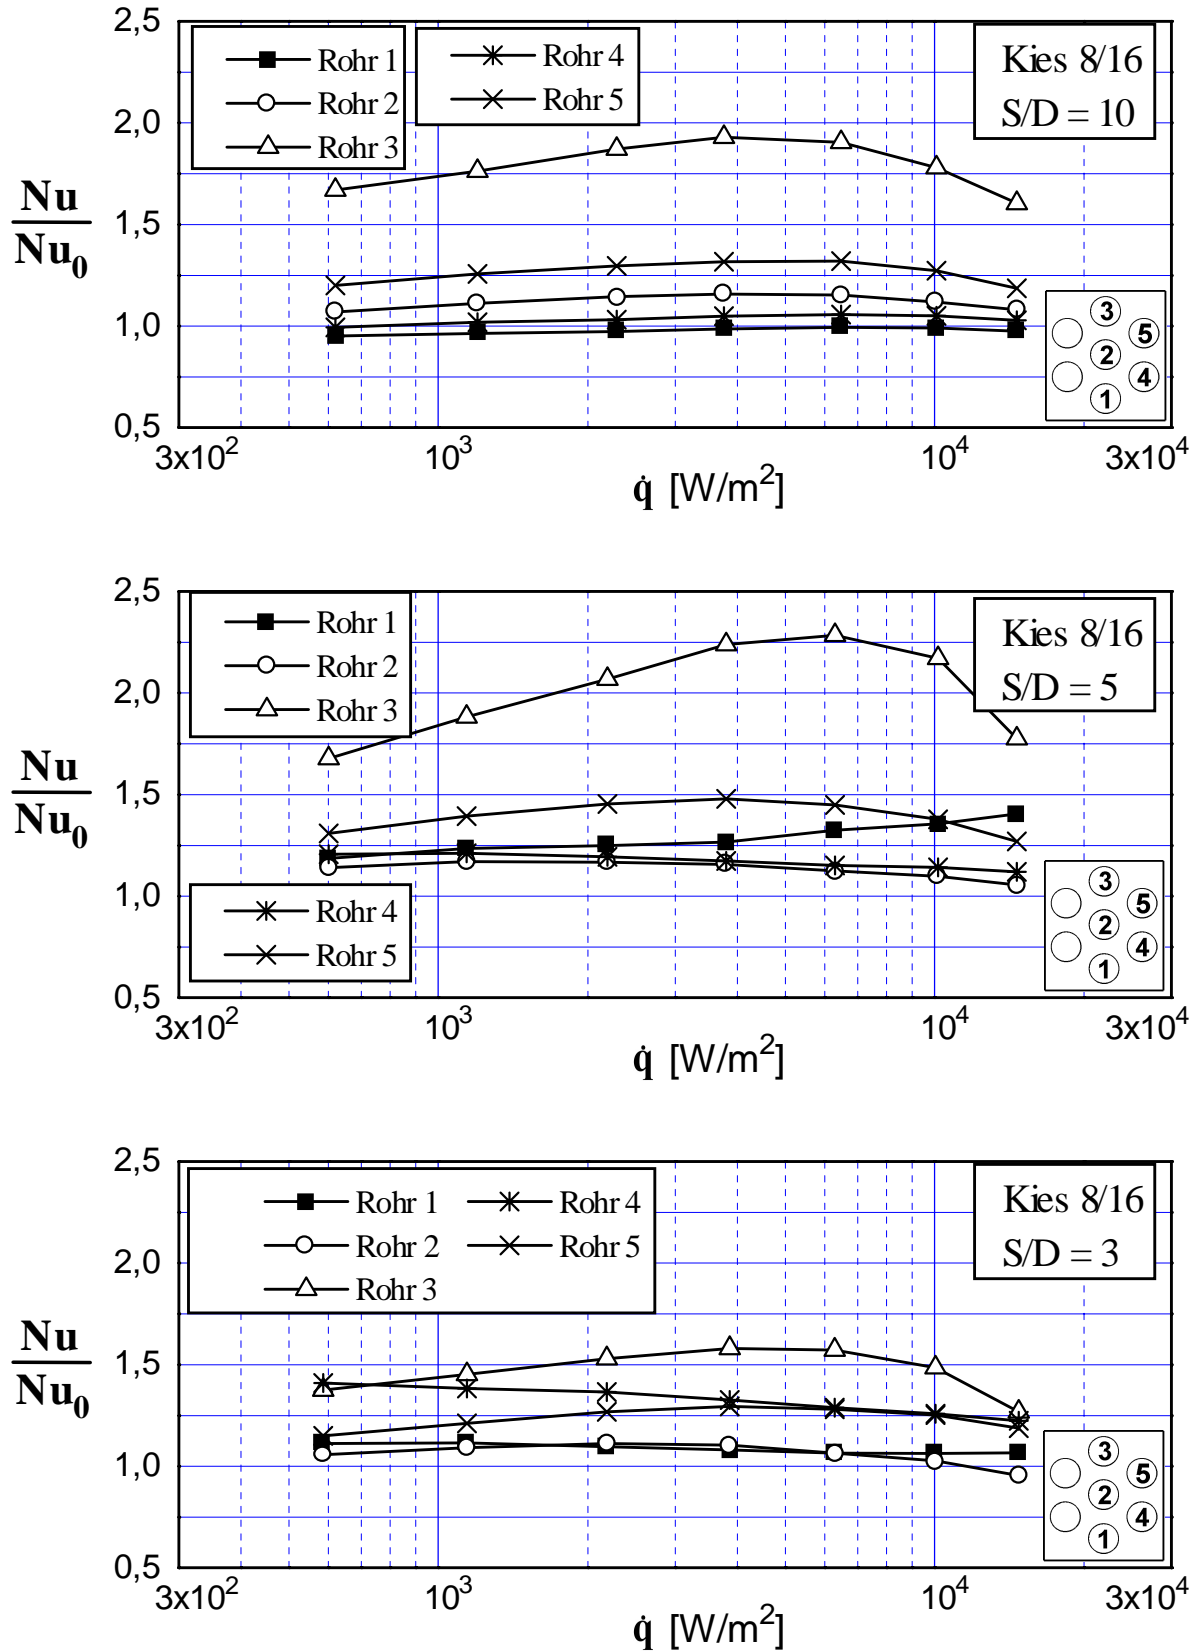 2,5
Rohr 1
Rohr 2
Rohr 3
Rohr 4
Rohr 5
Kies 8/16
S/D = 10
2,0
Nu
Nu₀
1,5
1,0
0,5
3
5
2
4
1
3x10²
10³
10⁴
3x10⁴
q̇ [W/m²]
2,5
Rohr 1
Rohr 2
Rohr 3
Kies 8/16
S/D = 5
2,0
Nu
Nu₀
1,5
1,0
Rohr 4
Rohr 5
0,5
3
5
2
4
1
3x10²
10³
10⁴
3x10⁴
q̇ [W/m²]
2,5
Rohr 1
Rohr 2
Rohr 3
Rohr 4
Rohr 5
Kies 8/16
S/D = 3
2,0
Nu
Nu₀
1,5
1,0
0,5
3
5
2
4
1
3x10²
10³
10⁴
3x10⁴
q̇ [W/m²]